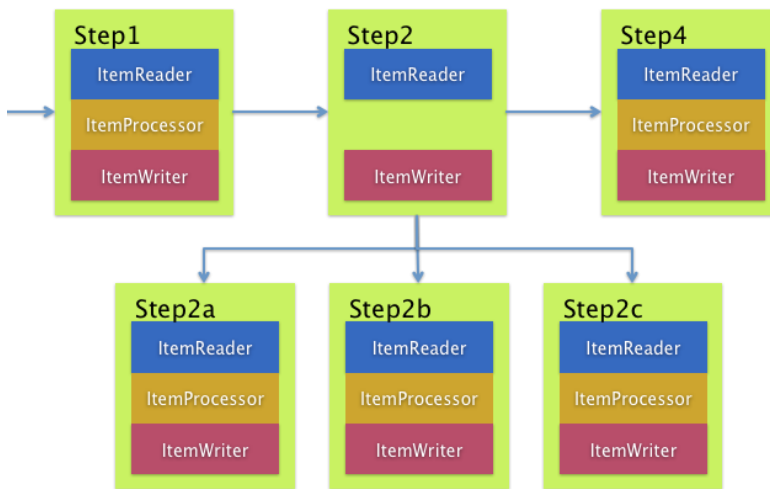 Step1
ItemReader
ItemProcessor
ItemWriter
Step2
ItemReader
ItemWriter
Step4
ItemReader
ItemProcessor
ItemWriter
Step2a
ItemReader
ItemProcessor
ItemWriter
Step2b
ItemReader
ItemProcessor
ItemWriter
Step2c
ItemReader
ItemProcessor
ItemWriter